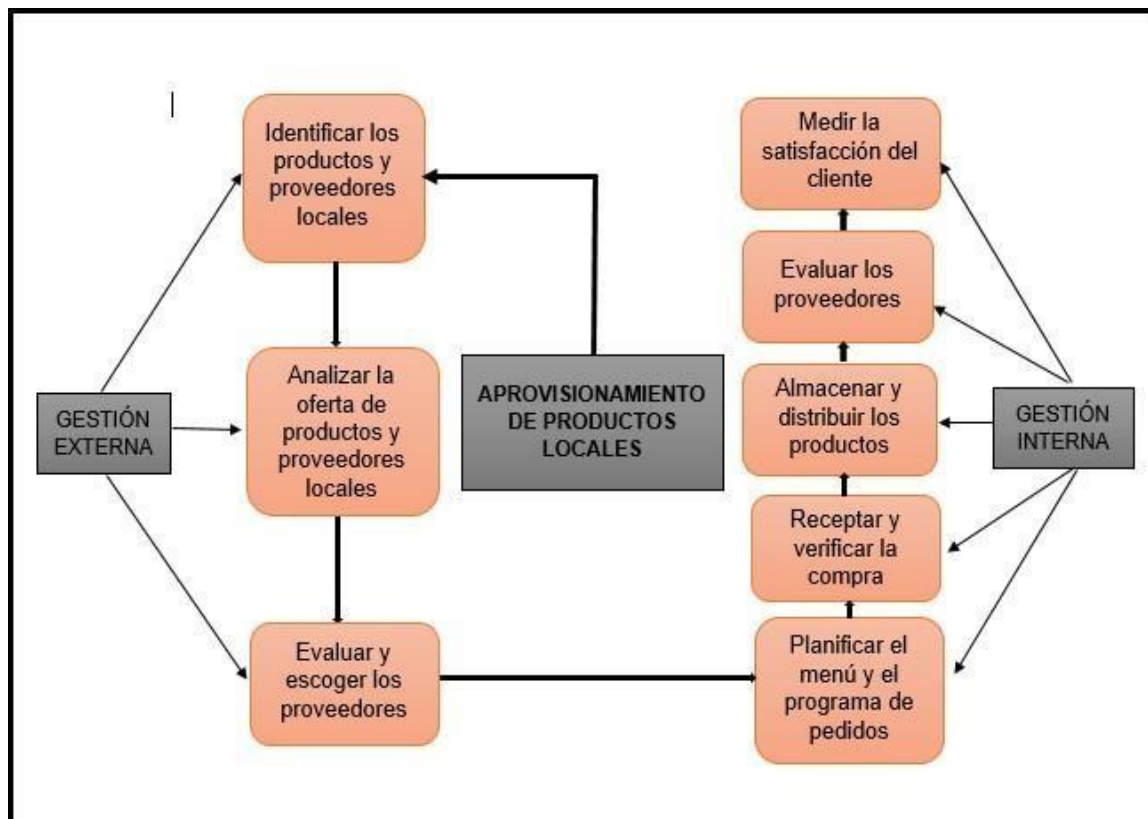 Identificar los
productos y
proveedores
locales
Analizar la
oferta de
productos y
proveedores
locales
Evaluar y
escoger los
proveedores
GESTIÓN
EXTERNA
APROVISIONAMIENTO
DE PRODUCTOS
LOCALES
Medir la
satisfacción del
cliente
Evaluar los
proveedores
Almacenar y
distribuir los
productos
Receptar y
verificar la
compra
Planificar el
menú y el
programa de
pedidos
GESTIÓN
INTERNA